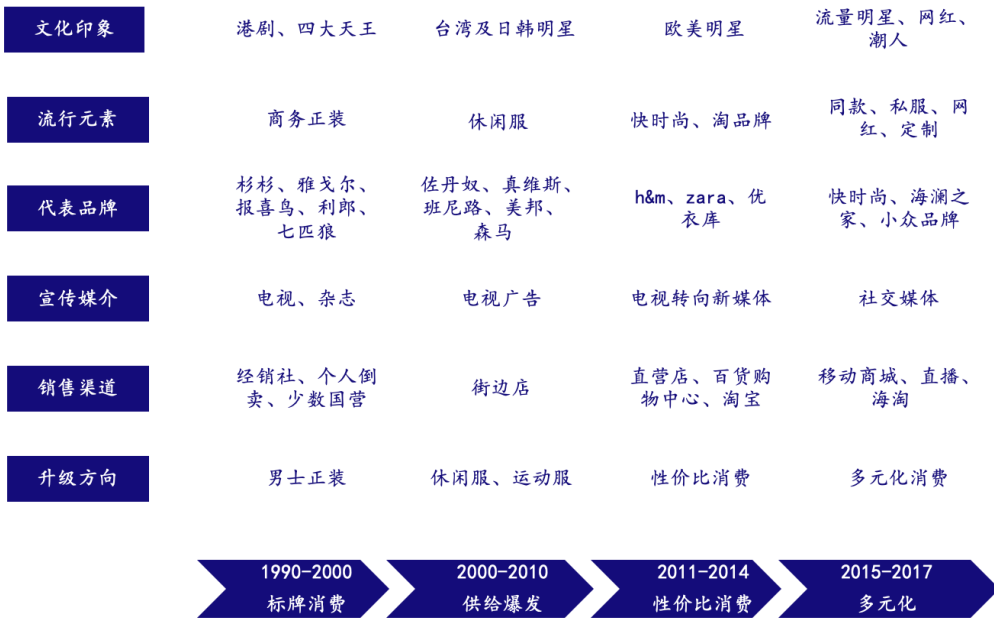 文化印象
港剧、四大天王
台湾及日韩明星
欧美明星
流量明星、网红、
潮人
流行元素
商务正装
休闲服
快时尚、淘品牌
同款、私服、网
红、定制
代表品牌
杉杉、雅戈尔、
报喜鸟、利郎、
七匹狼
佐丹奴、真维斯、
班尼路、美邦、
森马
h&m、zara、优
衣库
快时尚、海澜之
家、小众品牌
宣传媒介
电视、杂志
电视广告
电视转向新媒体
社交媒体
销售渠道
经销社、个人倒
卖、少数国营
街边店
直营店、百货购
物中心、淘宝
移动商城、直播、
海淘
升级方向
男士正装
休闲服、运动服
性价比消费
多元化消费
1990-2000
标牌消费
2000-2010
供给爆发
2011-2014
性价比消费
2015-2017
多元化